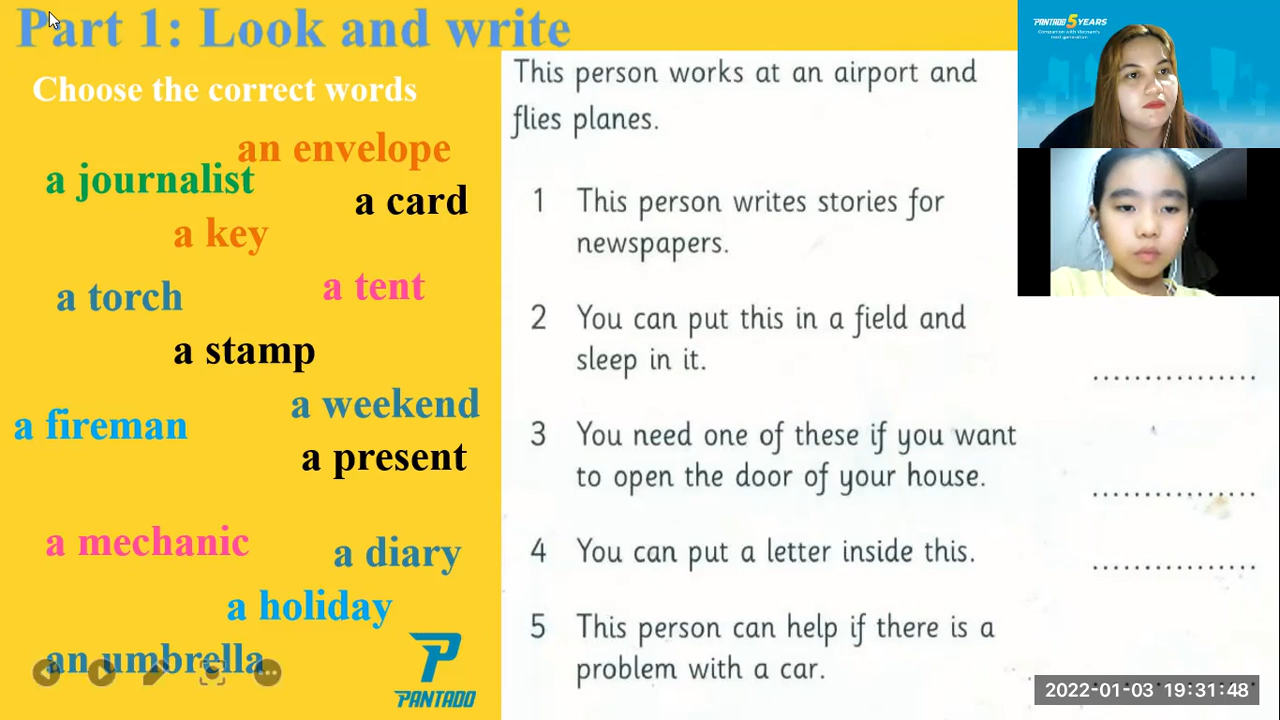 Part 1: Look and write
Choose the correct words
an envelope
a journalist
a card
a key
a tent
a torch
a stamp
a weekend
a fireman
a present
a mechanic
a diary
a holiday
an umbrella
PANTADO
This person works at an airport and
flies planes.
1 This person writes stories for
newspapers.
2 You can put this in a field and
sleep in it.
3 You need one of these if you want
to open the door of your house.
4 You can put a letter inside this.
5 This person can help if there is a
problem with a car.
PANTADO 5 YEARS
Companion with Vietnam's
next generation
2022-01-03 19:31:48